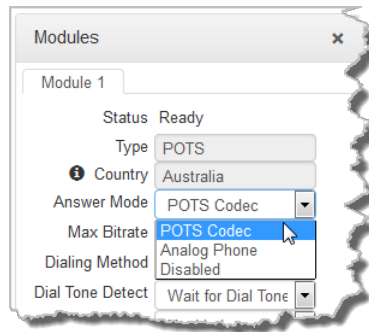 Modules ×
Module 1
Status Ready
Type POTS
Country Australia
Answer Mode POTS Codec
Max Bitrate POTS Codec
Analog Phone
Dialing Method Disabled
Dial Tone Detect Wait for Dial Tone